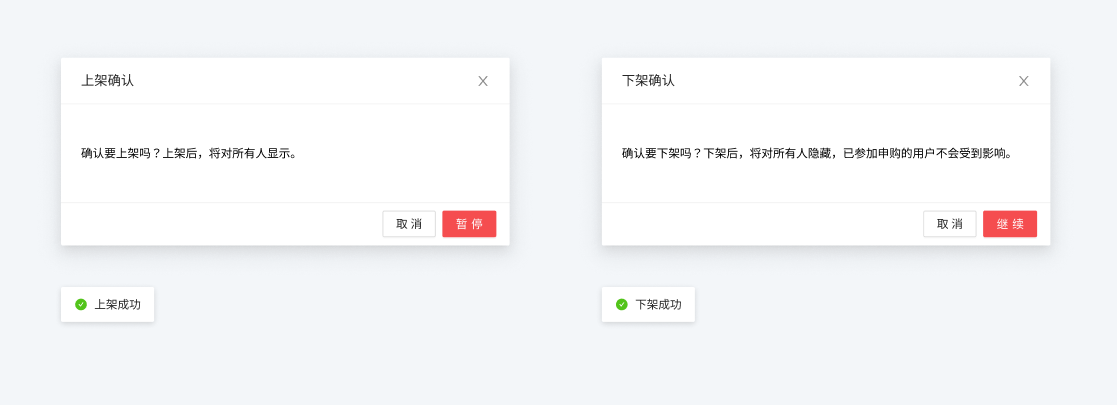 上架确认
确认要上架吗？上架后，将对所有人显示。
取 消
暂 停
上架成功
下架确认
确认要下架吗？下架后，将对所有人隐藏，已参加申购的用户不会受到影响。
取 消
继 续
下架成功